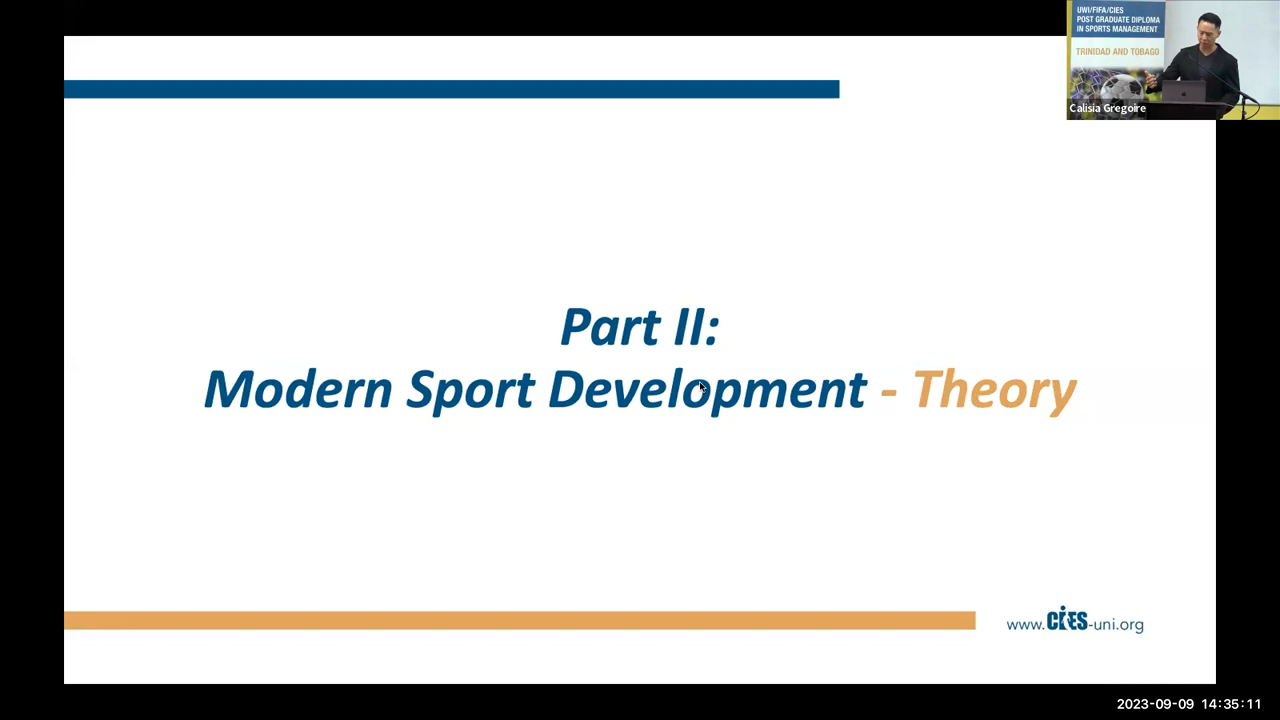 UWI/FIFA/CIES
POST GRADUATE DIPLOMA
IN SPORTS MANAGEMENT
TRINIDAD AND TOBAGO
Calisia Gregoire
Part II:
Modern Sport Development - Theory
www.CIES-uni.org
2023-09-09 14:35:11